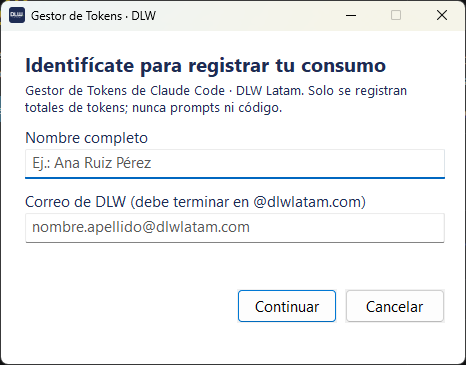 DLW Gestor de Tokens · DLW
Identifícate para registrar tu consumo
Gestor de Tokens de Claude Code · DLW Latam. Solo se registran
totales de tokens; nunca prompts ni código.
Nombre completo
Ej.: Ana Ruiz Pérez
Correo de DLW (debe terminar en @dlwlatam.com)
nombre.apellido@dlwlatam.com
Continuar Cancelar